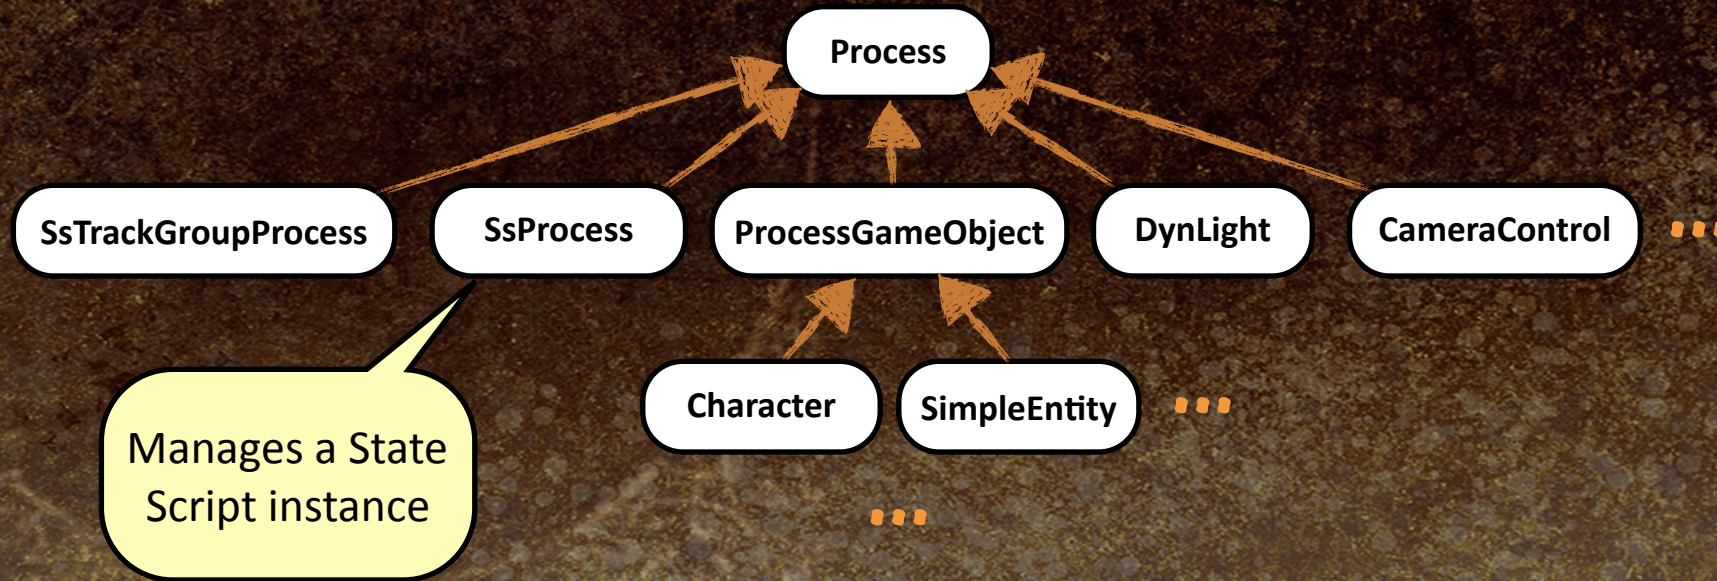 Process
SsTrackGroupProcess
SsProcess
ProcessGameObject
DynLight
CameraControl
...
Character
SimpleEntity
...
Manages a State
Script instance
...